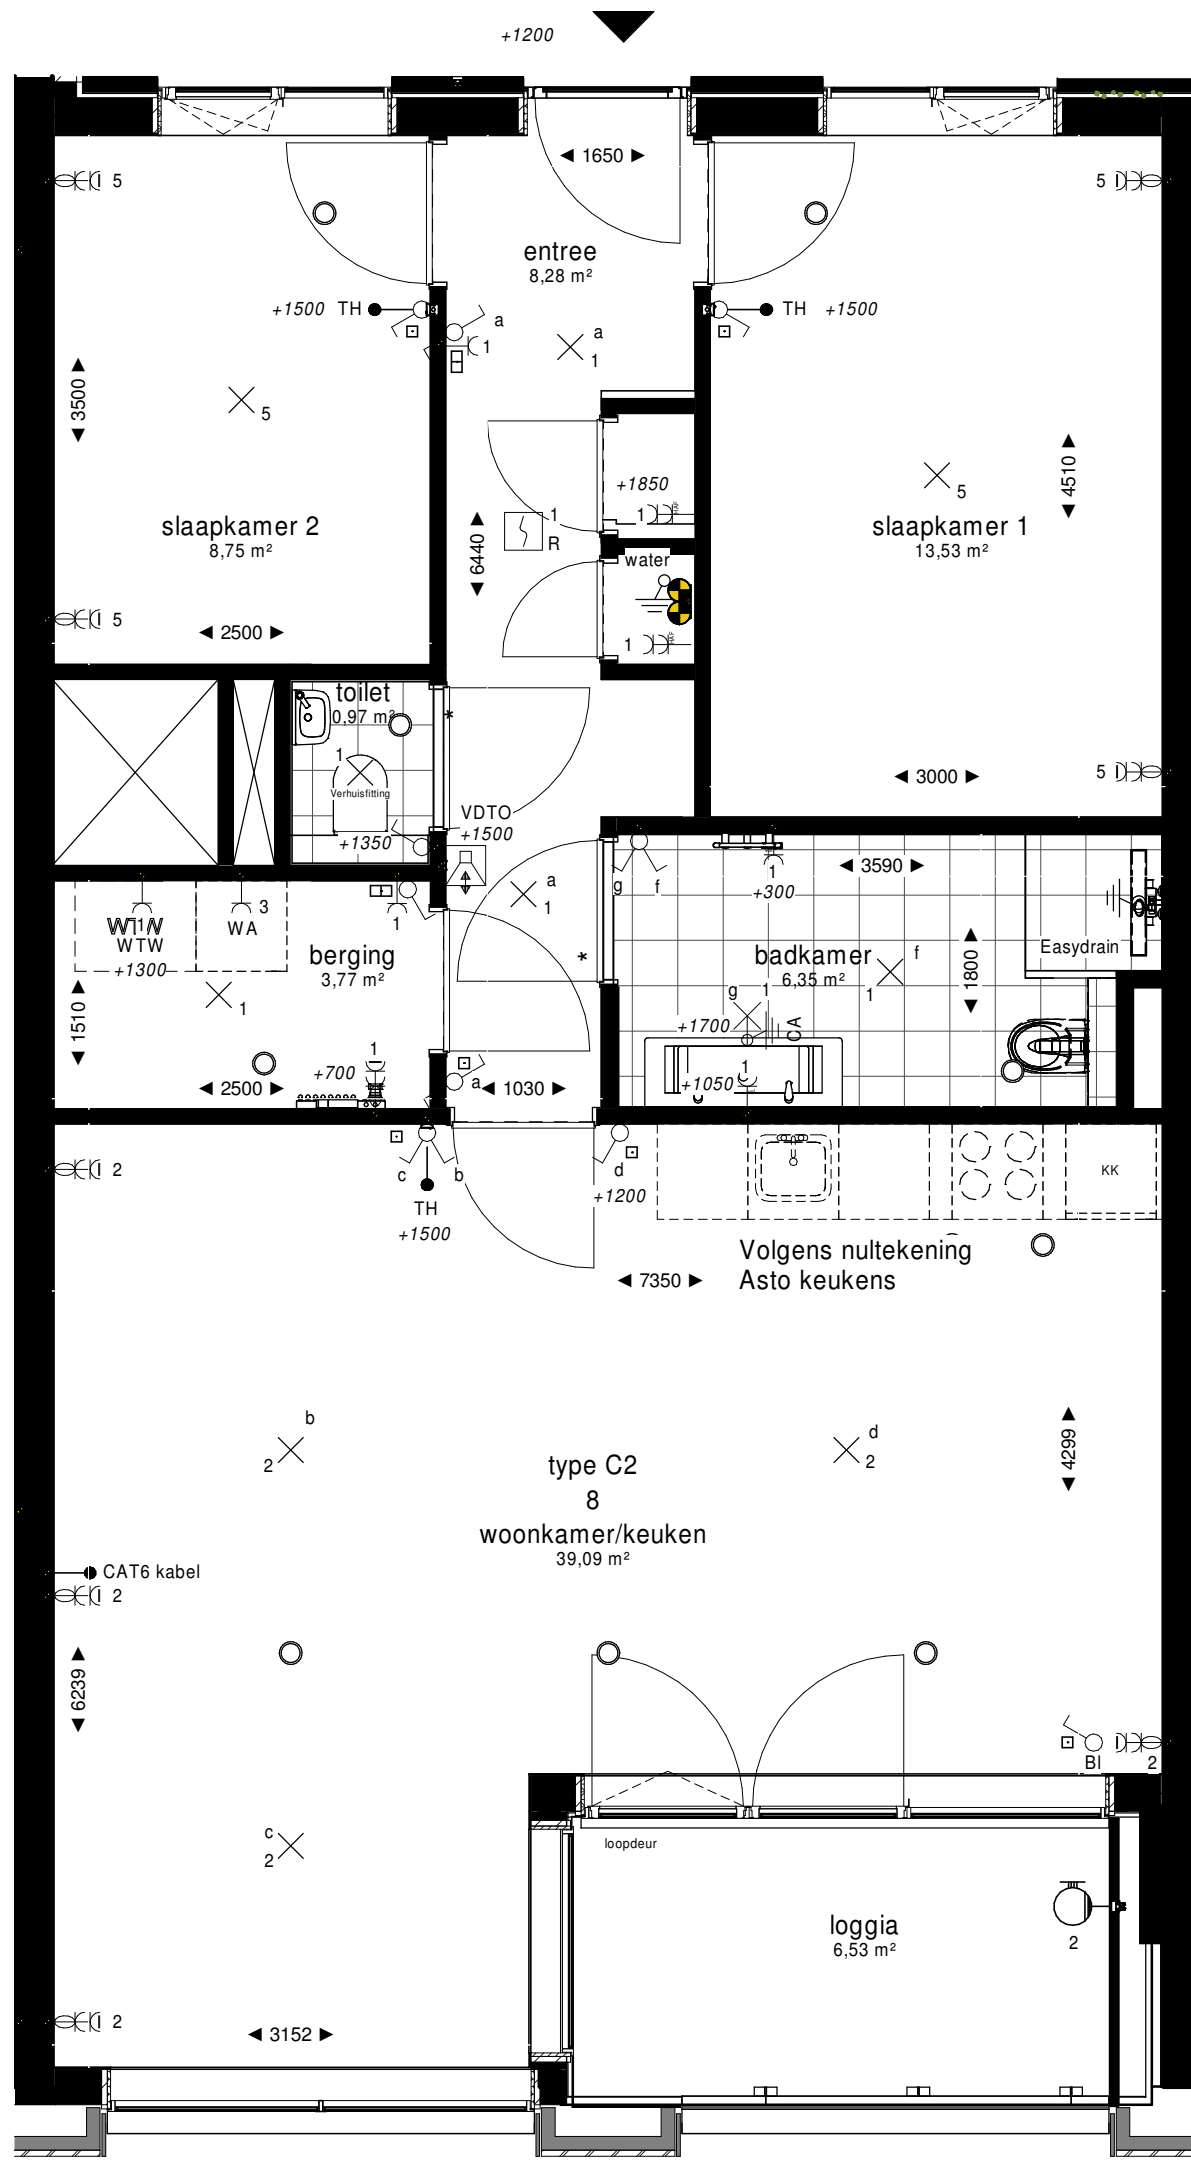 +1200
1650
5
5
entree
8,28 m²
+1500 TH
a
TH +1500
1
a
1
3500
5
4510
5
+1850
1
slaapkamer 2
8,75 m²
1
R
6440
slaapkamer 1
13,53 m²
water
1
5
2500
toilet
0,97 m²
1
Verhuisfitting
+1350
*
VDTO
+1500
3000
5
g f
1
+300
3590
a
1
3
1
WTW
WA
WTW
+1300
1
berging
3,77 m²
*
badkamer
6,35 m²
f
1
1800
Easydrain
1510
1
g 1
+1700
CA
1
+1050
2500
+700
1
a
1030
2
c b
TH
+1500
d
+1200
KK
Volgens nultekening
Asto keukens
7350
b
2
d
2
4299
type C2
8
woonkamer/keuken
39,09 m²
CAT6 kabel
2
6239
BI
2
c
2
loopdeur
loggia
6,53 m²
2
2
3152